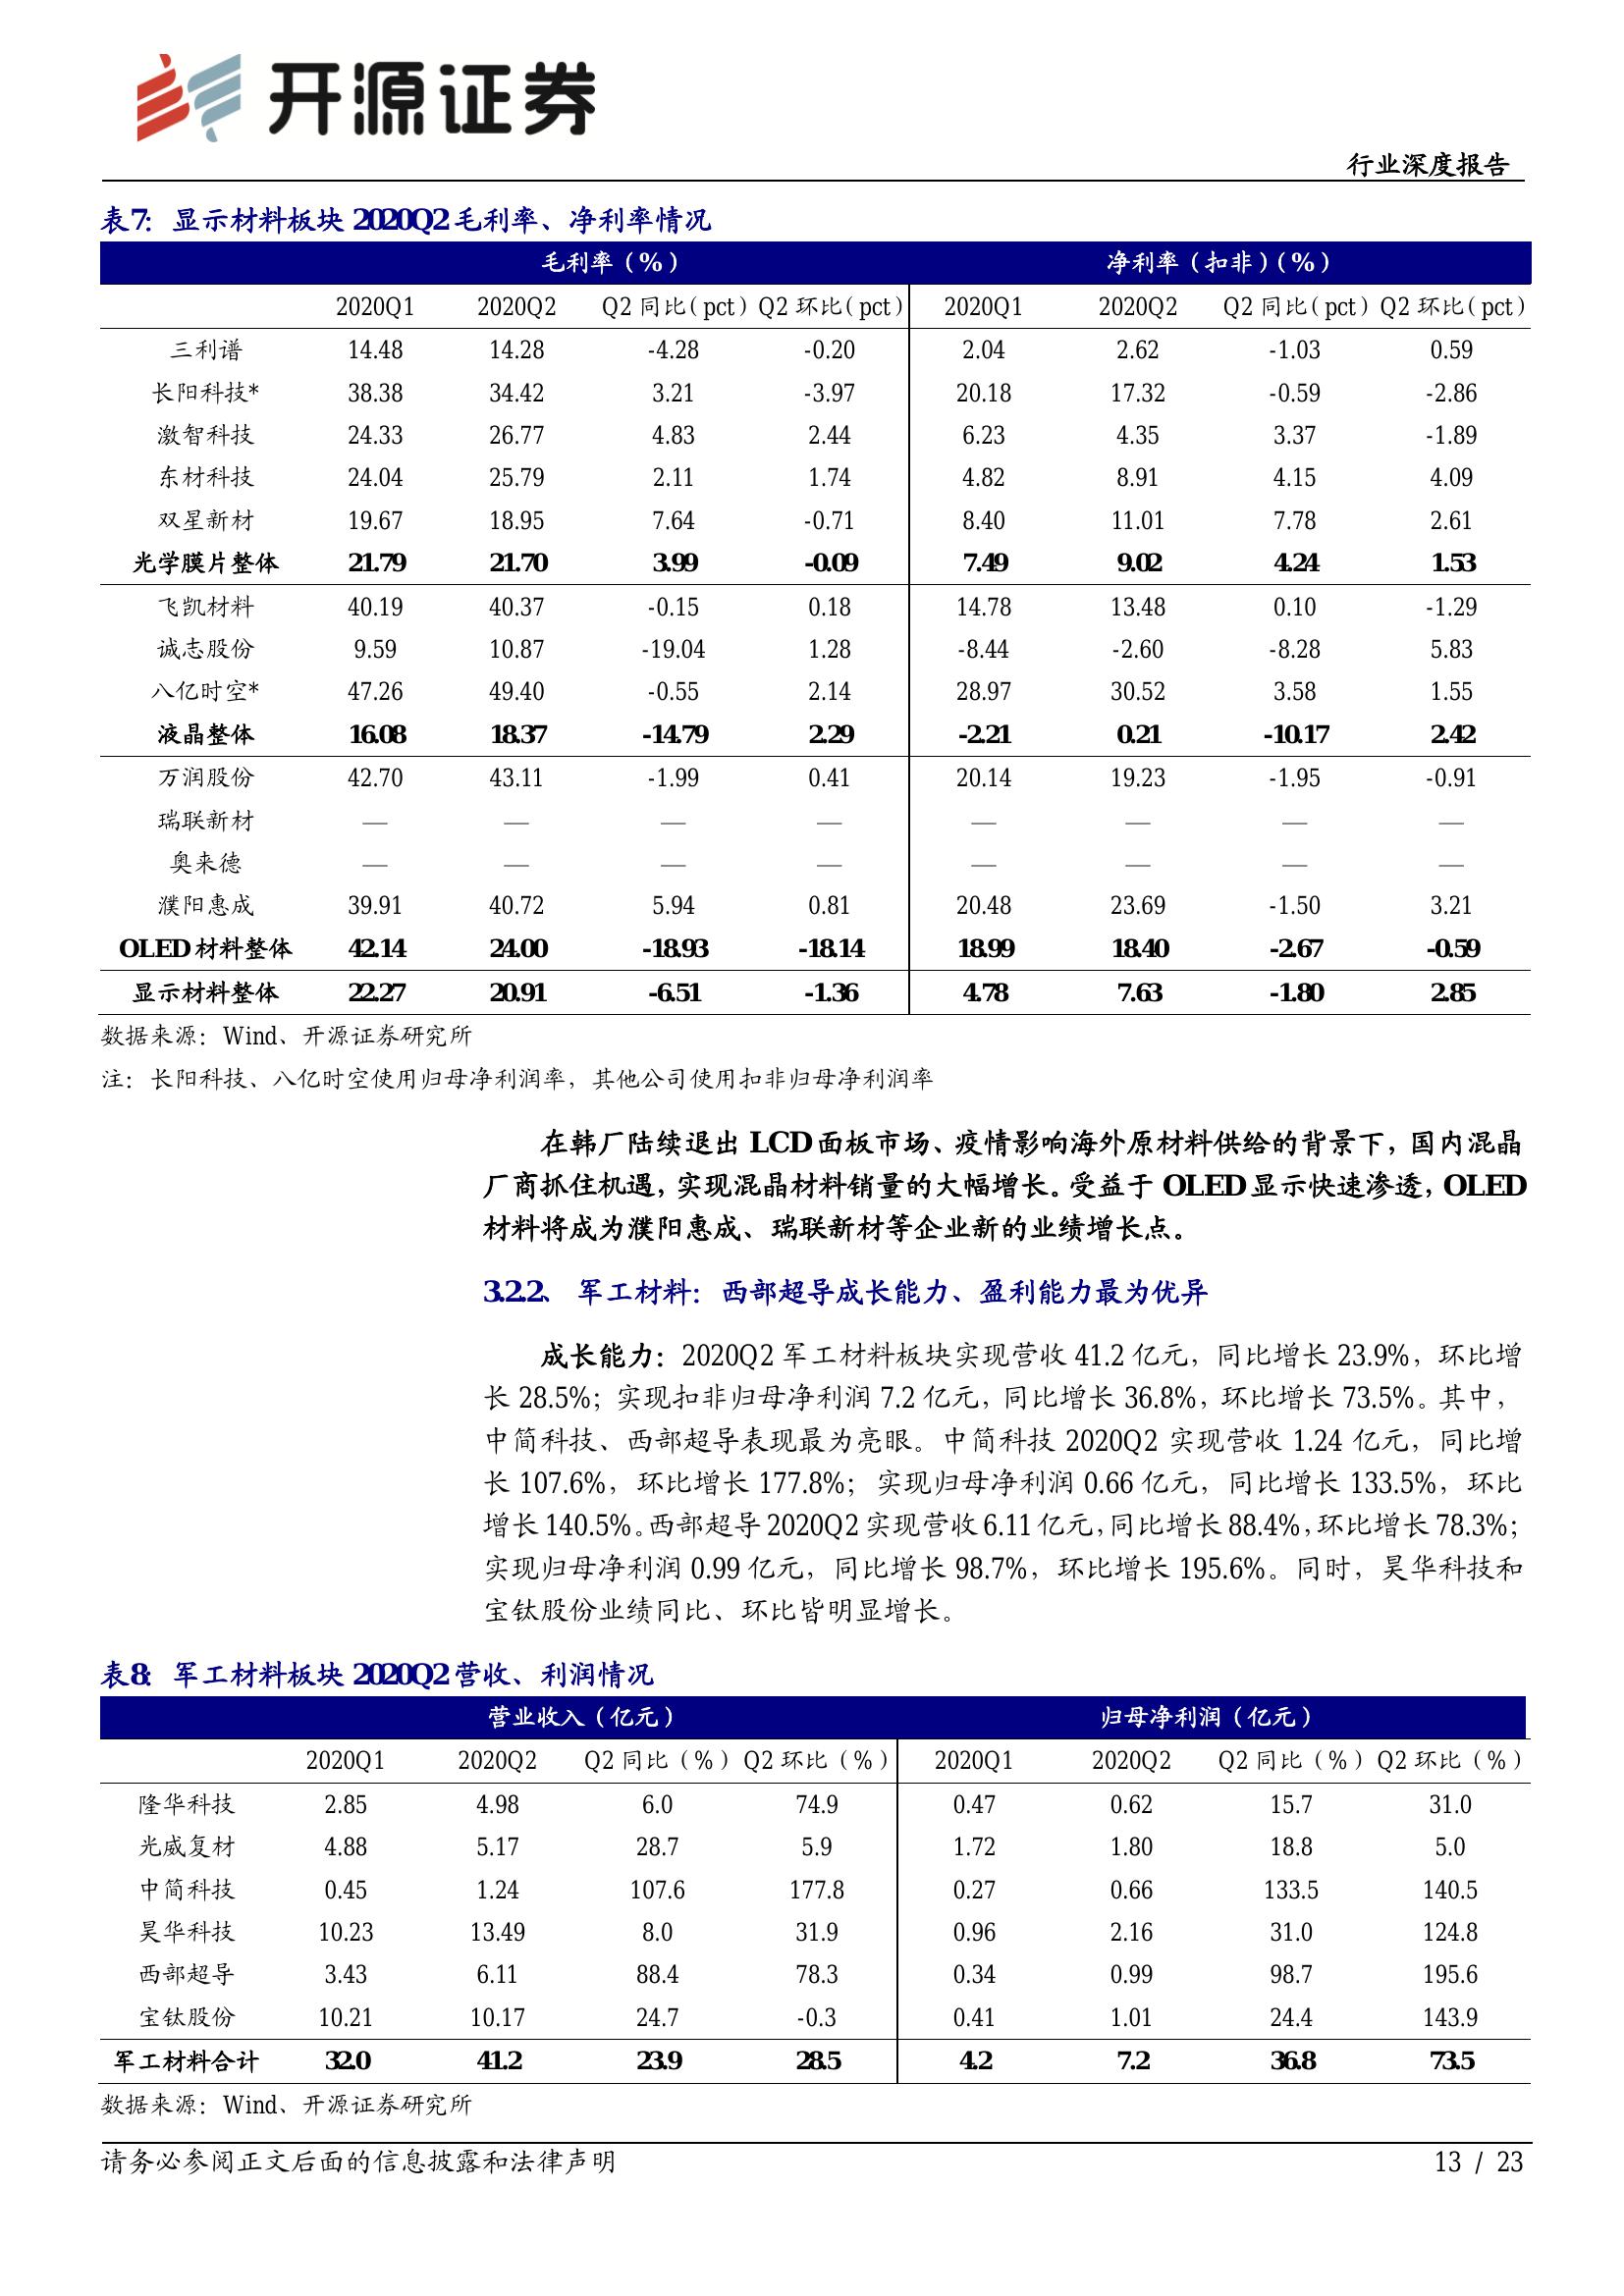 开源证券
行业深度报告
表7: 显示材料板块 2020Q2 毛利率、净利率情况
毛利率（%） 净利率（扣非）(%）
2020Q1 2020Q2 Q2 同比(pct) Q2 环比(pct) 2020Q1 2020Q2 Q2 同比(pct) Q2 环比(pct)
三利谱 14.48 14.28 -4.28 -0.20 2.04 2.62 -1.03 0.59
长阳科技* 38.38 34.42 3.21 -3.97 20.18 17.32 -0.59 -2.86
激智科技 24.33 26.77 4.83 2.44 6.23 4.35 3.37 -1.89
东材科技 24.04 25.79 2.11 1.74 4.82 8.91 4.15 4.09
双星新材 19.67 18.95 7.64 -0.71 8.40 11.01 7.78 2.61
光学膜片整体 21.79 21.70 3.99 -0.09 7.49 9.02 4.24 1.53
飞凯材料 40.19 40.37 -0.15 0.18 14.78 13.48 0.10 -1.29
诚志股份 9.59 10.87 -19.04 1.28 -8.44 -2.60 -8.28 5.83
八亿时空* 47.26 49.40 -0.55 2.14 28.97 30.52 3.58 1.55
液晶整体 16.08 18.37 -14.79 2.29 -2.21 0.21 -10.17 2.42
万润股份 42.70 43.11 -1.99 0.41 20.14 19.23 -1.95 -0.91
瑞联新材 — — — — — — — —
奥来德 — — — — — — — —
濮阳惠成 39.91 40.72 5.94 0.81 20.48 23.69 -1.50 3.21
OLED 材料整体 42.14 24.00 -18.93 -18.14 18.99 18.40 -2.67 -0.59
显示材料整体 22.27 20.91 -6.51 -1.36 4.78 7.63 -1.80 2.85
数据来源：Wind、开源证券研究所
注：长阳科技、八亿时空使用归母净利润率，其他公司使用扣非归母净利润率
在韩厂陆续退出 LCD 面板市场、疫情影响海外原材料供给的背景下，国内混晶
厂商抓住机遇，实现混晶材料销量的大幅增长。受益于 OLED 显示快速渗透，OLED
材料将成为濮阳惠成、瑞联新材等企业新的业绩增长点。
3.2.2、 军工材料：西部超导成长能力、盈利能力最为优异
成长能力：2020Q2 军工材料板块实现营收 41.2 亿元，同比增长 23.9%，环比增
长 28.5%；实现扣非归母净利润 7.2 亿元，同比增长 36.8%，环比增长 73.5%。其中，
中简科技、西部超导表现最为亮眼。中简科技 2020Q2 实现营收 1.24 亿元，同比增
长 107.6%，环比增长 177.8%；实现归母净利润 0.66 亿元，同比增长 133.5%，环比
增长 140.5%。西部超导 2020Q2 实现营收 6.11 亿元，同比增长 88.4%，环比增长 78.3%；
实现归母净利润 0.99 亿元，同比增长 98.7%，环比增长 195.6%。同时，昊华科技和
宝钛股份业绩同比、环比皆明显增长。
表8: 军工材料板块 2020Q2 营收、利润情况
营业收入（亿元） 归母净利润（亿元）
2020Q1 2020Q2 Q2 同比（%） Q2 环比（%） 2020Q1 2020Q2 Q2 同比（%） Q2 环比（%）
隆华科技 2.85 4.98 6.0 74.9 0.47 0.62 15.7 31.0
光威复材 4.88 5.17 28.7 5.9 1.72 1.80 18.8 5.0
中简科技 0.45 1.24 107.6 177.8 0.27 0.66 133.5 140.5
昊华科技 10.23 13.49 8.0 31.9 0.96 2.16 31.0 124.8
西部超导 3.43 6.11 88.4 78.3 0.34 0.99 98.7 195.6
宝钛股份 10.21 10.17 24.7 -0.3 0.41 1.01 24.4 143.9
军工材料合计 32.0 41.2 23.9 28.5 4.2 7.2 36.8 73.5
数据来源：Wind、开源证券研究所
请务必参阅正文后面的信息披露和法律声明 13 / 23